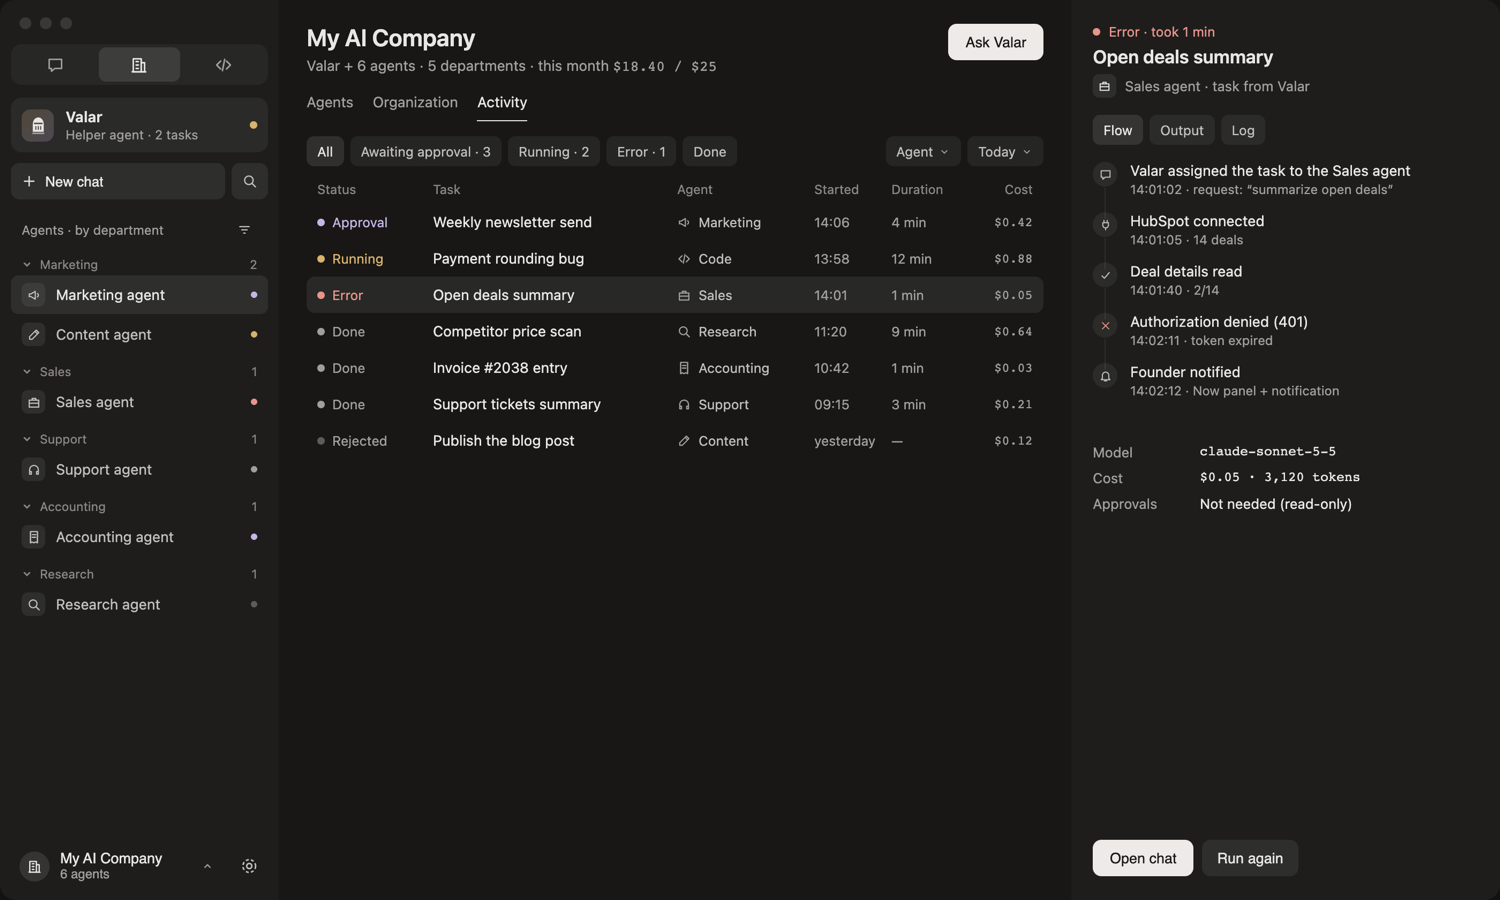 Valar
Helper agent · 2 tasks
New chat
Agents · by department
Marketing 2
Marketing agent
Content agent
Sales 1
Sales agent
Support 1
Support agent
Accounting 1
Accounting agent
Research 1
Research agent
My AI Company
6 agents
My AI Company
Valar + 6 agents · 5 departments · this month $18.40 / $25
Ask Valar
Agents Organization Activity
All Awaiting approval · 3 Running · 2 Error · 1 Done Agent Today
Status Task Agent Started Duration Cost
Approval Weekly newsletter send Marketing 14:06 4 min $0.42
Running Payment rounding bug Code 13:58 12 min $0.88
Error Open deals summary Sales 14:01 1 min $0.05
Done Competitor price scan Research 11:20 9 min $0.64
Done Invoice #2038 entry Accounting 10:42 1 min $0.03
Done Support tickets summary Support 09:15 3 min $0.21
Rejected Publish the blog post Content yesterday — $0.12
Error · took 1 min
Open deals summary
Sales agent · task from Valar
Flow Output Log
Valar assigned the task to the Sales agent
14:01:02 · request: “summarize open deals”
HubSpot connected
14:01:05 · 14 deals
Deal details read
14:01:40 · 2/14
Authorization denied (401)
14:02:11 · token expired
Founder notified
14:02:12 · Now panel + notification
Model claude-sonnet-5-5
Cost $0.05 · 3,120 tokens
Approvals Not needed (read-only)
Open chat Run again